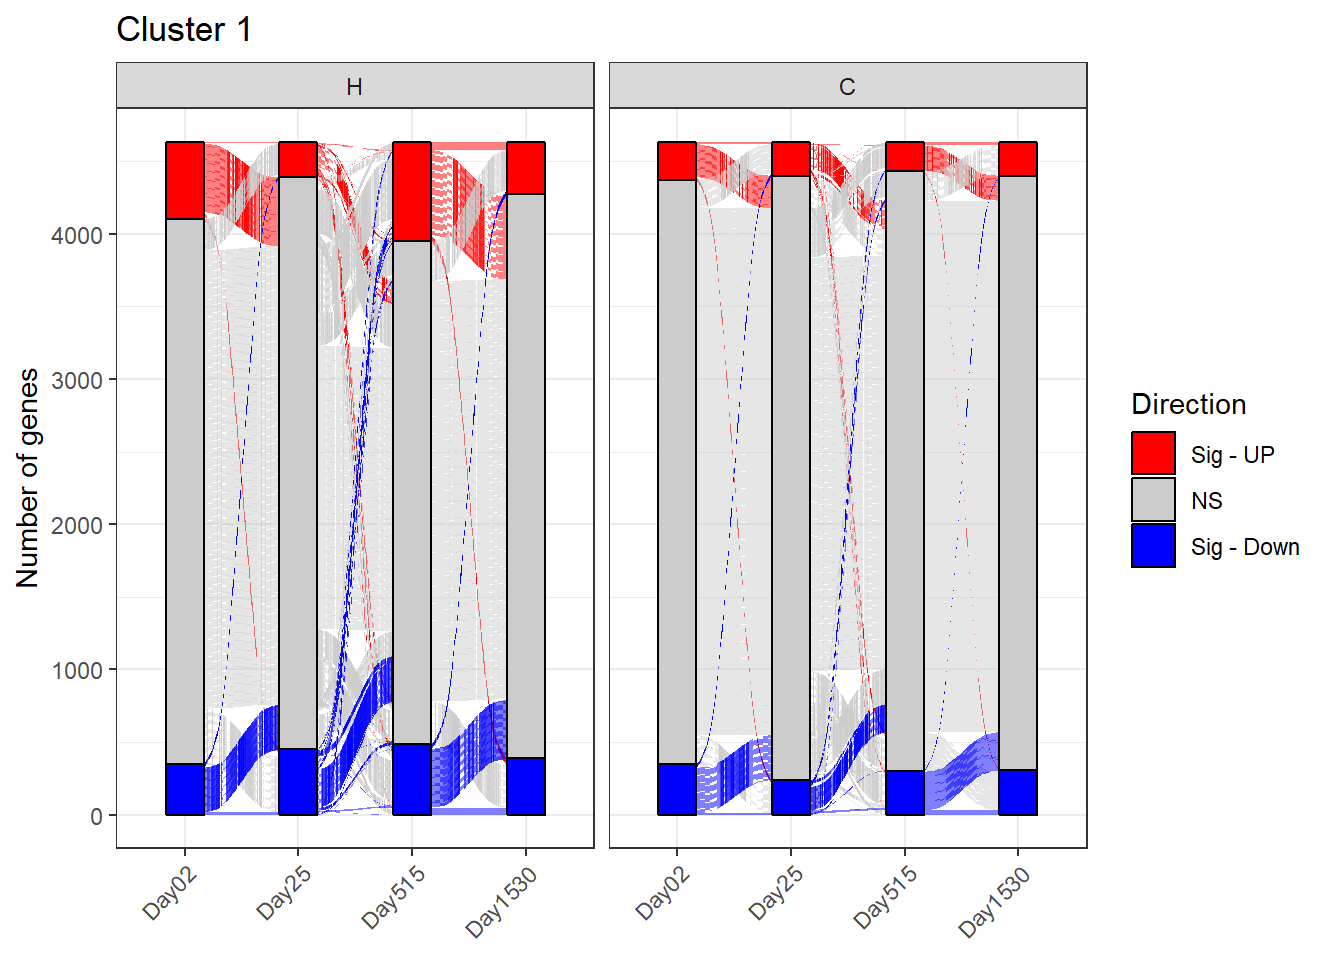 Cluster 1
H
C
Number of genes
4000
3000
2000
1000
0
Day02
Day25
Day515
Day1530
Day02
Day25
Day515
Day1530
Direction
Sig - UP
NS
Sig - Down